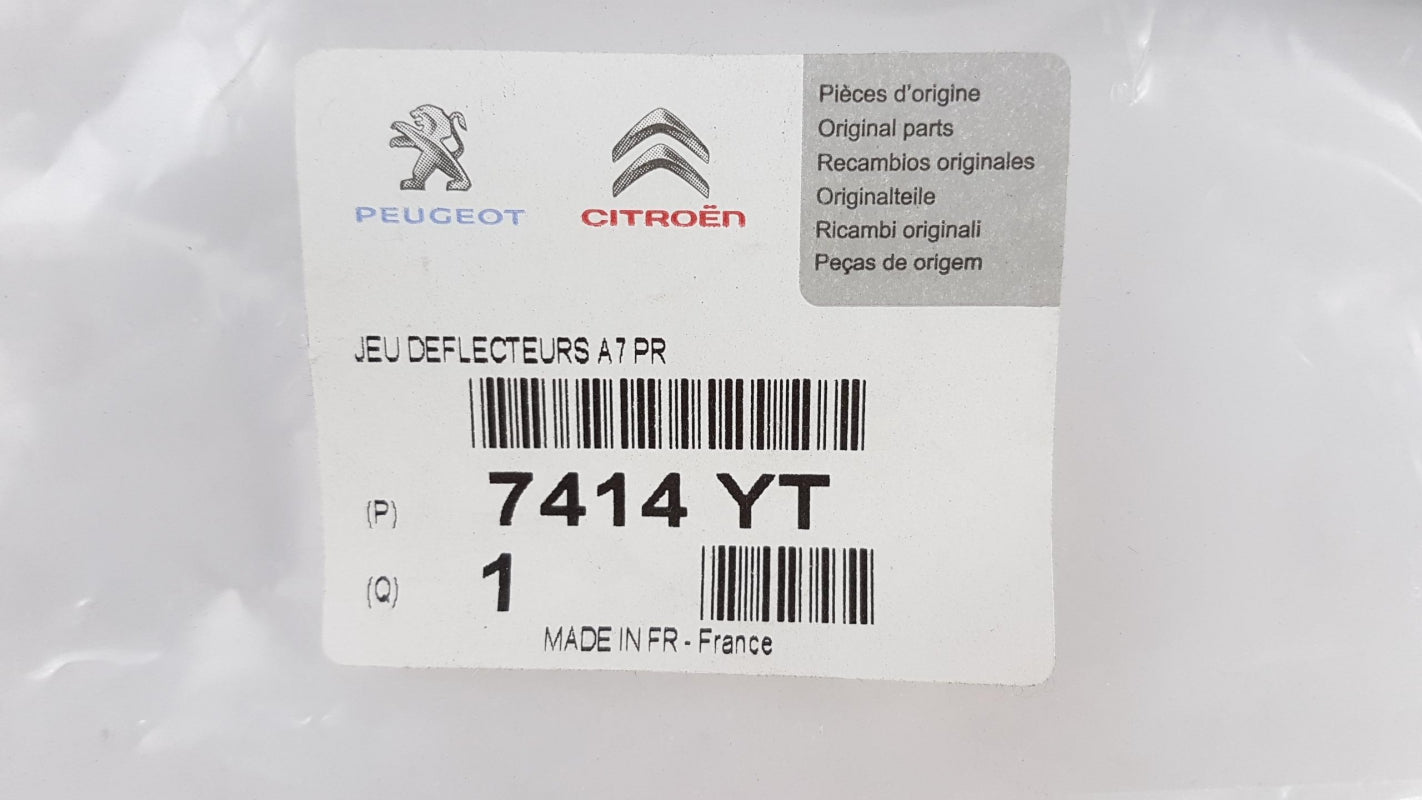 PEUGEOT
CITROËN
Pièces d'origine
Original parts
Recambios originales
Originalteile
Ricambi originali
Peças de origem
JEU DEFLECTEURS A7 PR
(P) 7414 YT
(Q) 1
MADE IN FR - France